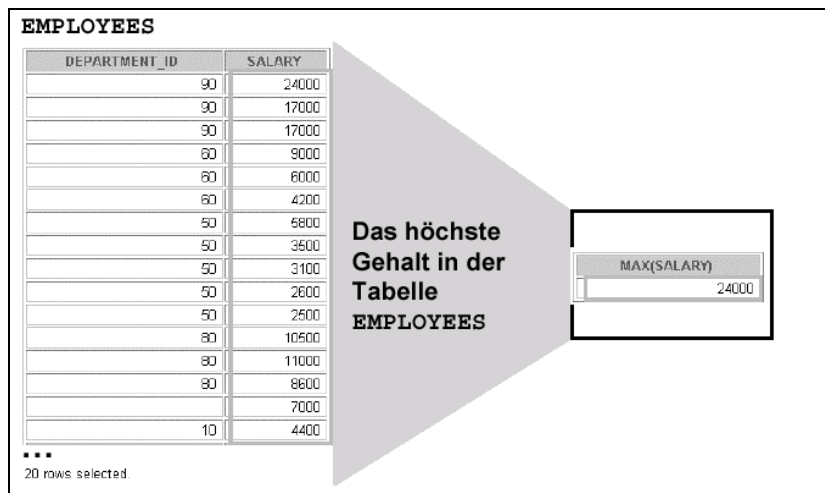 EMPLOYEES
DEPARTMENT_ID SALARY
90 24000
90 17000
90 17000
60 9000
60 6000
60 4200
50 5800
50 3500
50 3100
50 2600
50 2500
80 10500
80 11000
80 8600
7000
10 4400
...
20 rows selected.
Das höchste
Gehalt in der
Tabelle
EMPLOYEES
MAX(SALARY)
24000